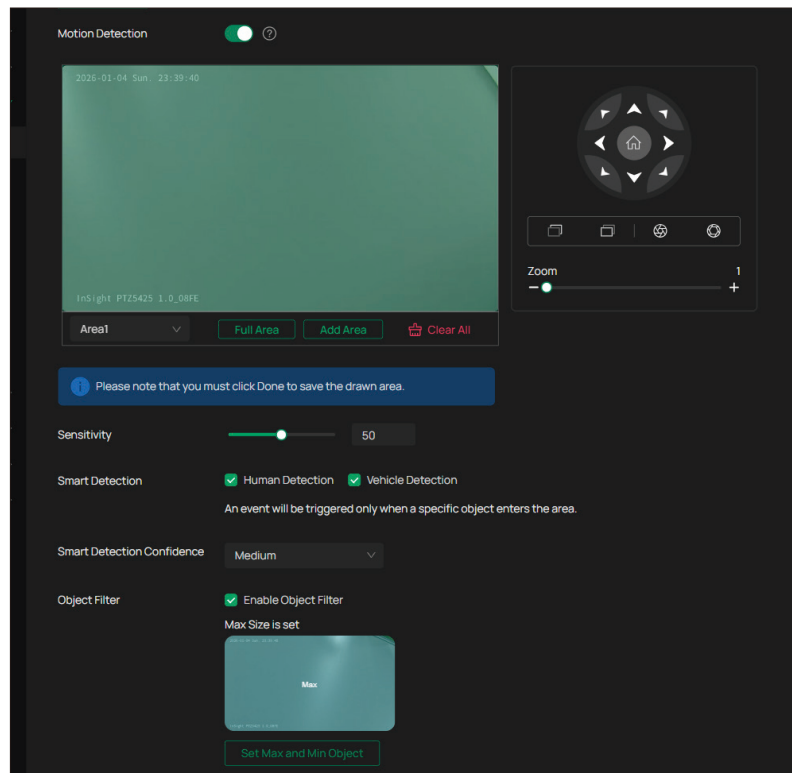 Motion Detection
2026-01-04 Sun. 23:39:40
InSight PTZ5425 1.0_08FE
Zoom 1
Area1 Full Area Add Area Clear All
Please note that you must click Done to save the drawn area.
Sensitivity 50
Smart Detection Human Detection Vehicle Detection
An event will be triggered only when a specific object enters the area.
Smart Detection Confidence Medium
Object Filter Enable Object Filter
Max Size is set
Max
Set Max and Min Object